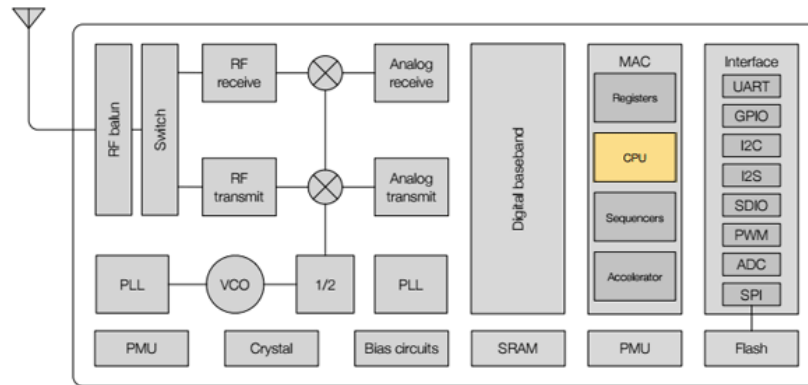 RF balun
Switch
RF
receive
Analog
receive
RF
transmit
Analog
transmit
PLL
VCO
1/2
PLL
Digital baseband
MAC
Registers
CPU
Sequencers
Accelerator
Interface
UART
GPIO
I2C
I2S
SDIO
PWM
ADC
SPI
PMU
Crystal
Bias circuits
SRAM
PMU
Flash